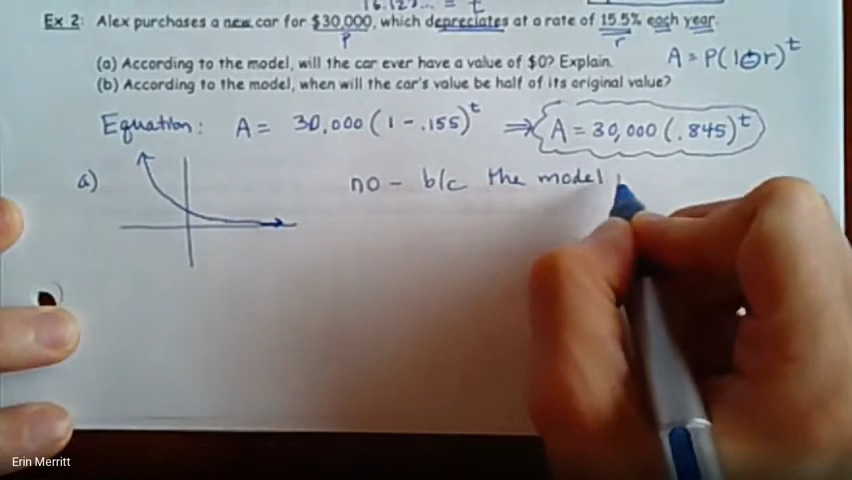 16.123... = t
Ex 2: Alex purchases a new car for $30,000, which depreciates at a rate of 15.5% each year.
P r
(a) According to the model, will the car ever have a value of $0? Explain.
A = P(1-r)^t
(b) According to the model, when will the car's value be half of its original value?
Equation: A = 30,000 (1 - .155)^t ⇒ A = 30,000 (.845)^t
a) no - b/c the model
Erin Merritt